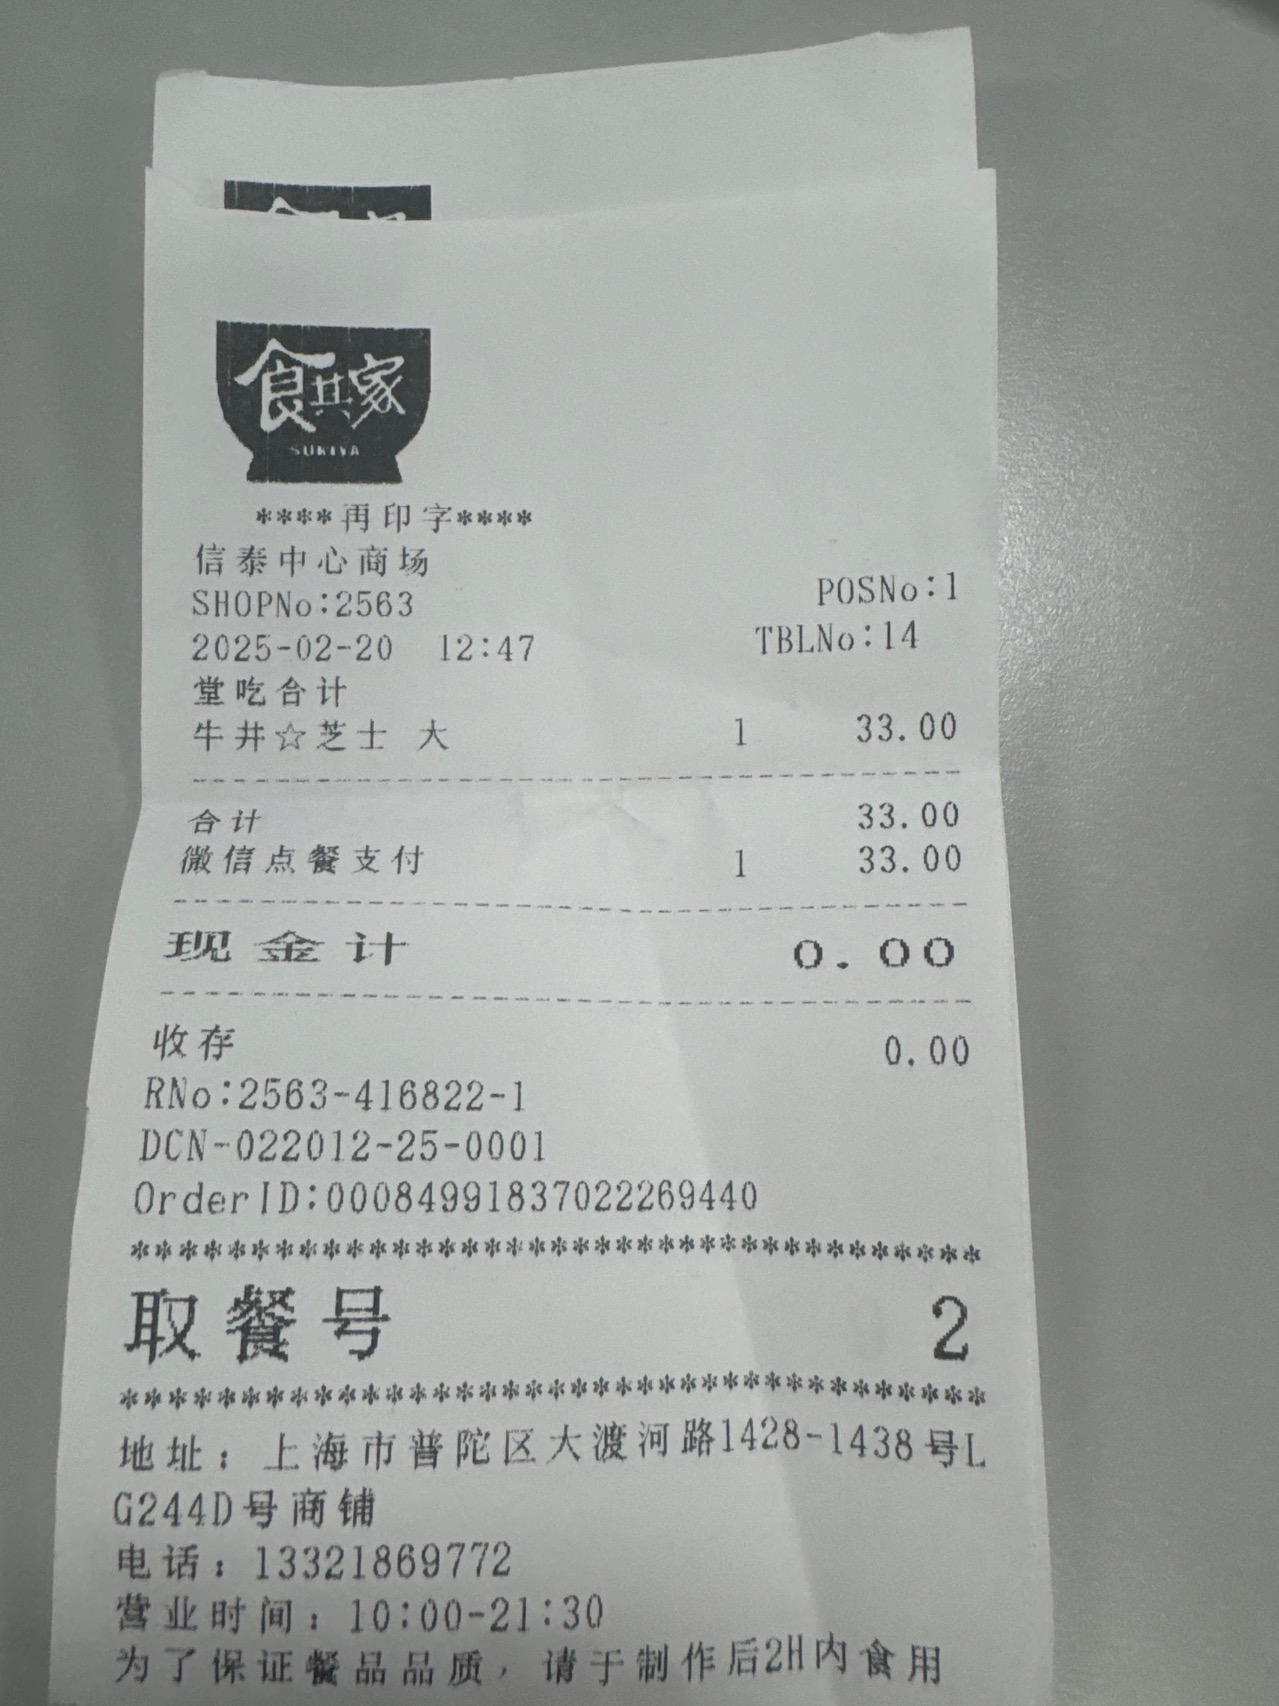 食其家
SUKIYA
****再印字****
信泰中心商场
SHOPNo:2563 POSNo:1
2025-02-20 12:47 TBLNo:14
堂吃合计
牛井☆芝士 大 1 33.00
合计 33.00
微信点餐支付 1 33.00
现金计 0.00
收存 0.00
RNo:2563-416822-1
DCN-022012-25-0001
OrderID:00084991837022269440
************************************
取餐号 2
************************************
地址：上海市普陀区大渡河路1428-1438号L
G244D号商铺
电话：13321869772
营业时间：10:00-21:30
为了保证餐品品质，请于制作后2H内食用